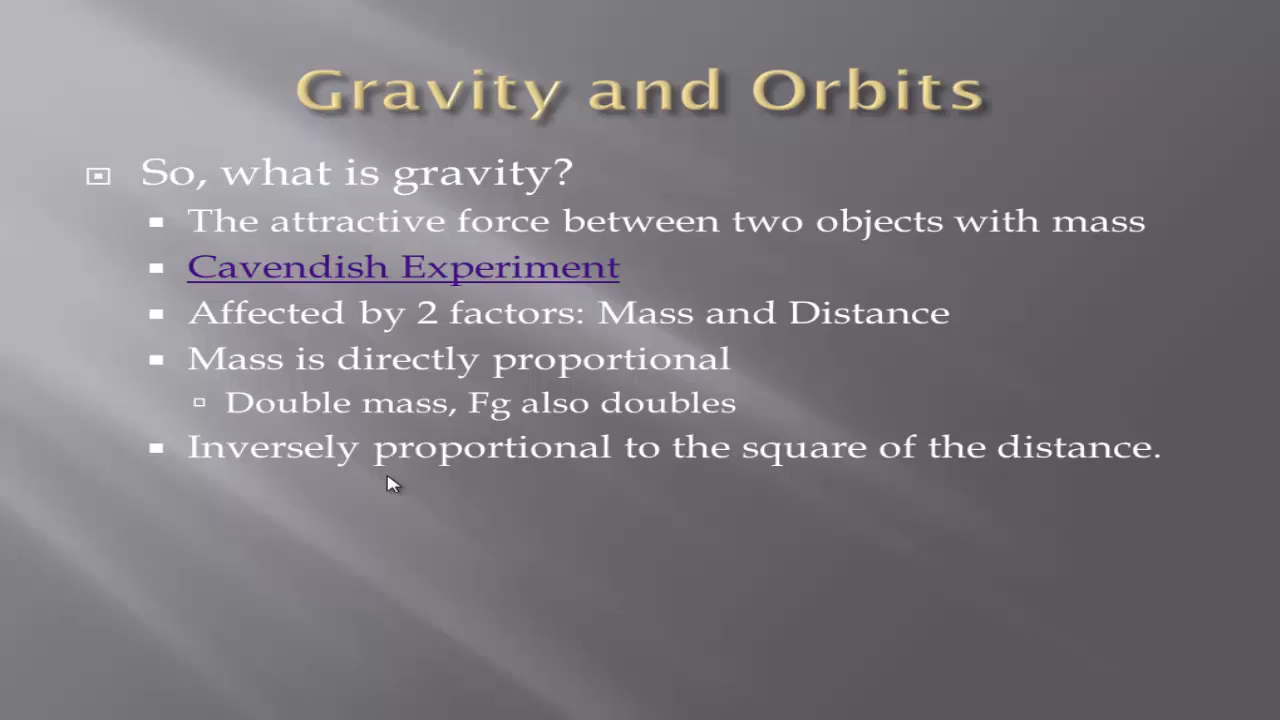 Gravity and Orbits
So, what is gravity?
The attractive force between two objects with mass
Cavendish Experiment
Affected by 2 factors: Mass and Distance
Mass is directly proportional
Double mass, Fg also doubles
Inversely proportional to the square of the distance.